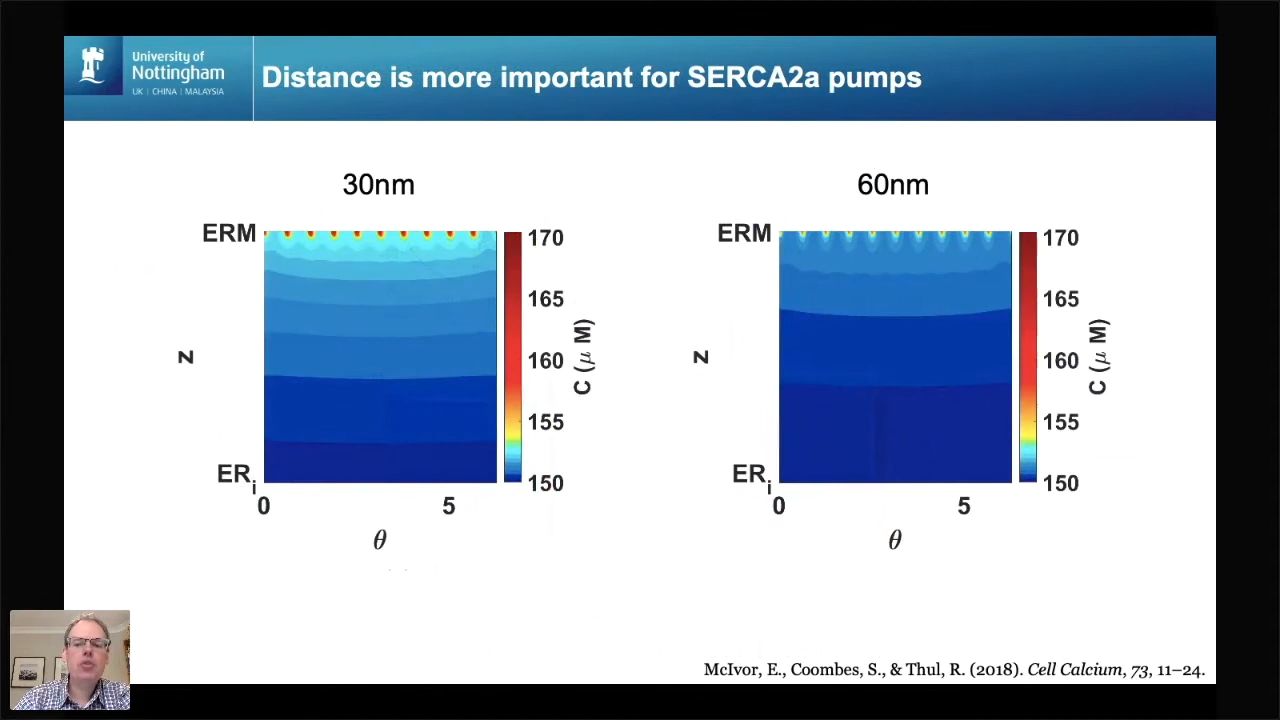 University of
Nottingham
UK | CHINA | MALAYSIA
Distance is more important for SERCA2a pumps
30nm
ERM
z
ER i
0
5
θ
170
165
160
155
150
C (μ M)
60nm
ERM
z
ER i
0
5
θ
170
165
160
155
150
C (μ M)
McIvor, E., Coombes, S., & Thul, R. (2018). Cell Calcium, 73, 11–24.